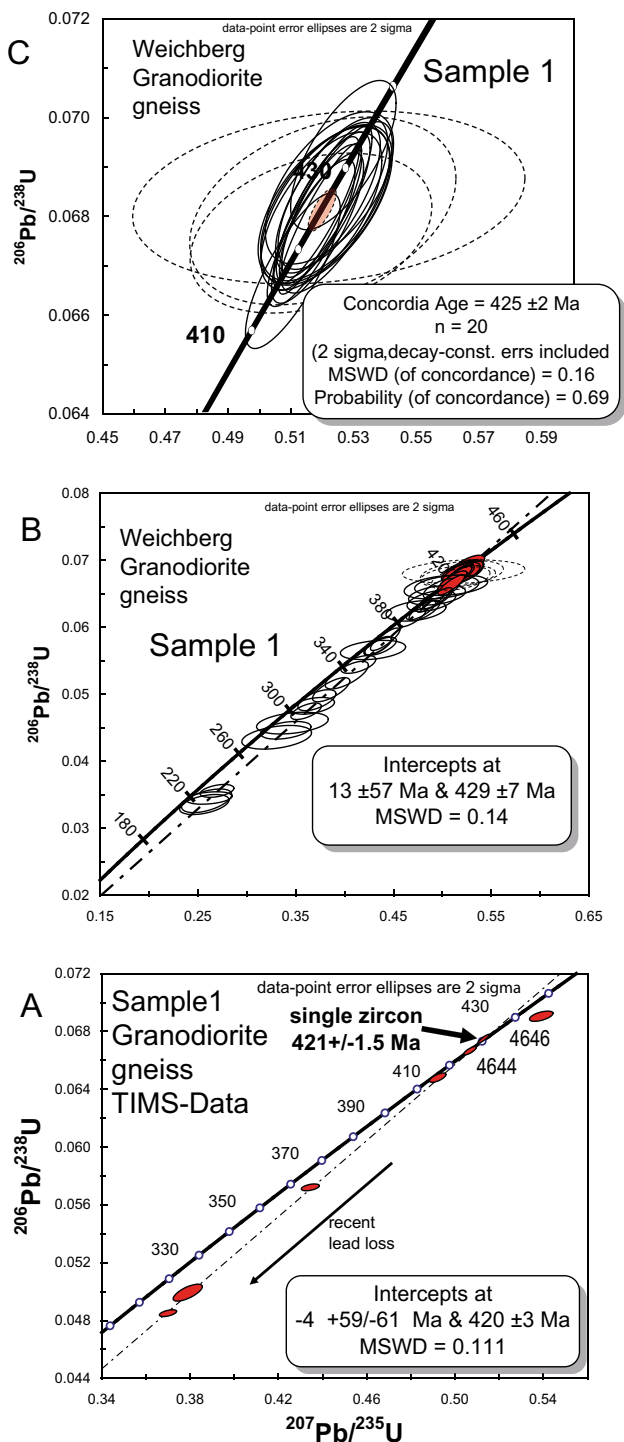 C
data-point error ellipses are 2 sigma
Weichberg
Granodiorite
gneiss
Sample 1
0.072
0.070
0.068
0.066
0.064
206Pb/238U
430
410
Concordia Age = 425 ±2 Ma
n = 20
(2 sigma,decay-const. errs included
MSWD (of concordance) = 0.16
Probability (of concordance) = 0.69
0.45 0.47 0.49 0.51 0.53 0.55 0.57 0.59
B
data-point error ellipses are 2 sigma
Weichberg
Granodiorite
gneiss
Sample 1
0.08
0.07
0.06
0.05
0.04
0.03
0.02
206Pb/238U
460
420
380
340
300
260
220
180
Intercepts at
13 ±57 Ma & 429 ±7 Ma
MSWD = 0.14
0.15 0.25 0.35 0.45 0.55 0.65
A
data-point error ellipses are 2 sigma
Sample1
Granodiorite
gneiss
TIMS-Data
single zircon
421+/-1.5 Ma
0.072
0.068
0.064
0.060
0.056
0.052
0.048
0.044
206Pb/238U
430
4646
4644
410
390
370
350
330
recent
lead loss
Intercepts at
-4 +59/-61 Ma & 420 ±3 Ma
MSWD = 0.111
0.34 0.38 0.42 0.46 0.50 0.54
207Pb/235U